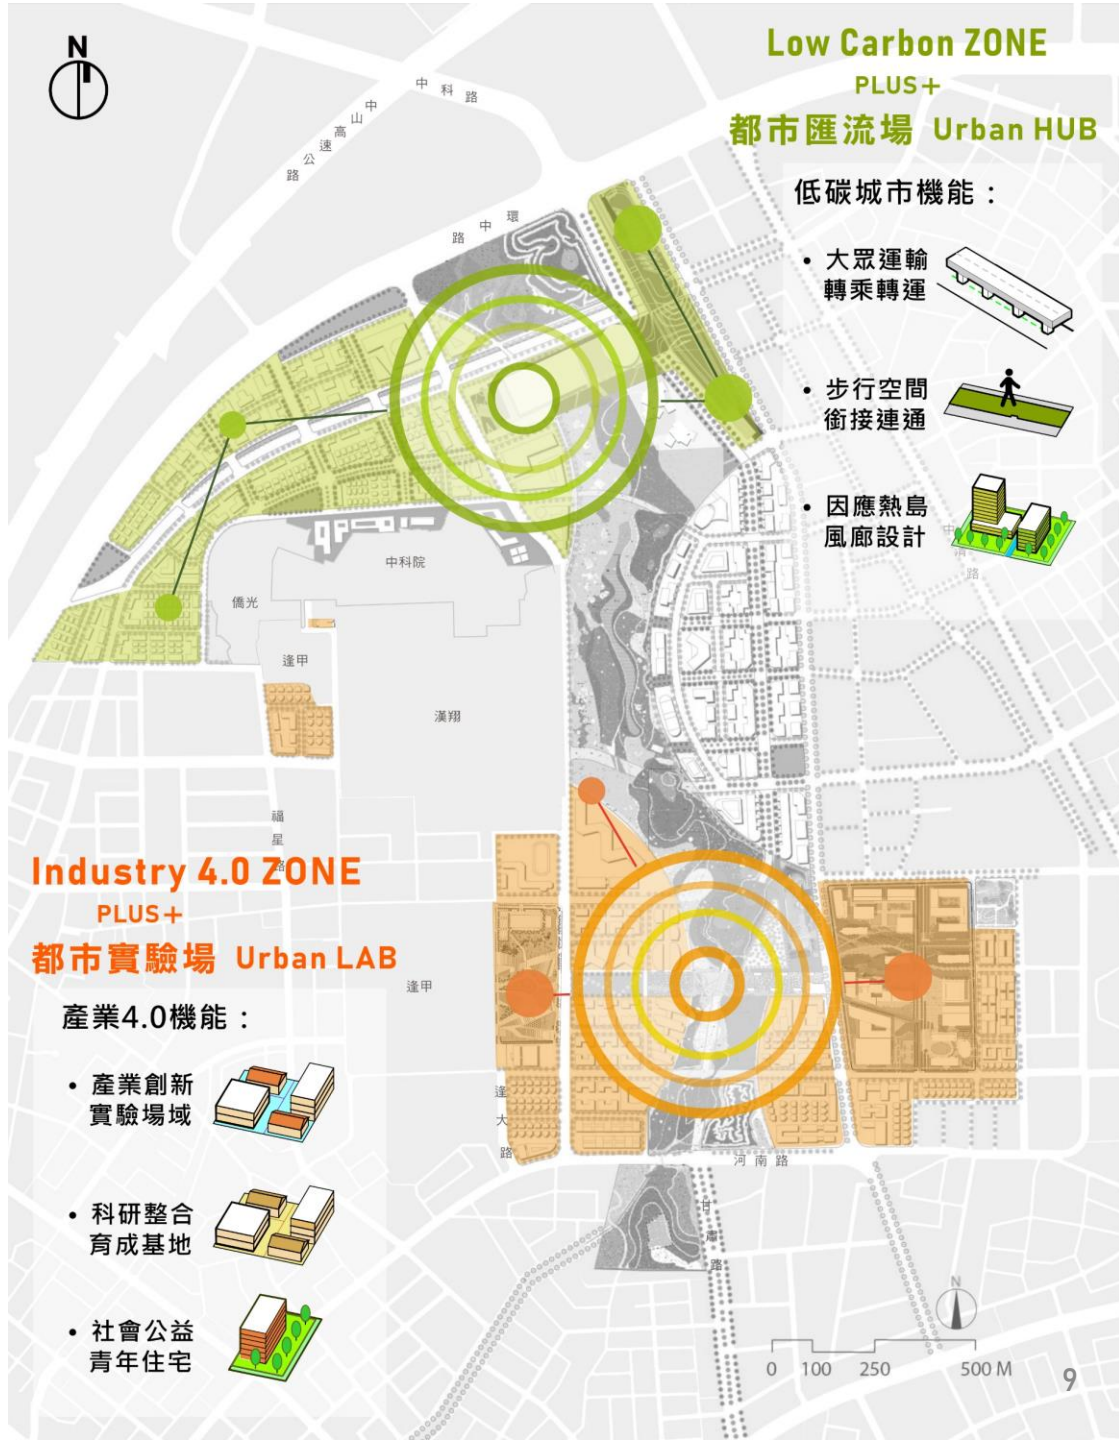 N
Low Carbon ZONE
PLUS+
都市匯流場 Urban HUB
低碳城市機能：
• 大眾運輸
轉乘轉運
• 步行空間
銜接連通
• 因應熱島
風廊設計
中科路
中山高速公路
環中路
中清路
中科院
僑光
逢甲
漢翔
福星路
Industry 4.0 ZONE
PLUS+
都市實驗場 Urban LAB
產業4.0機能：
• 產業創新
實驗場域
• 科研整合
育成基地
• 社會公益
青年住宅
逢甲
逢大路
河南路
甘肅路
N
0 100 250 500 M
9